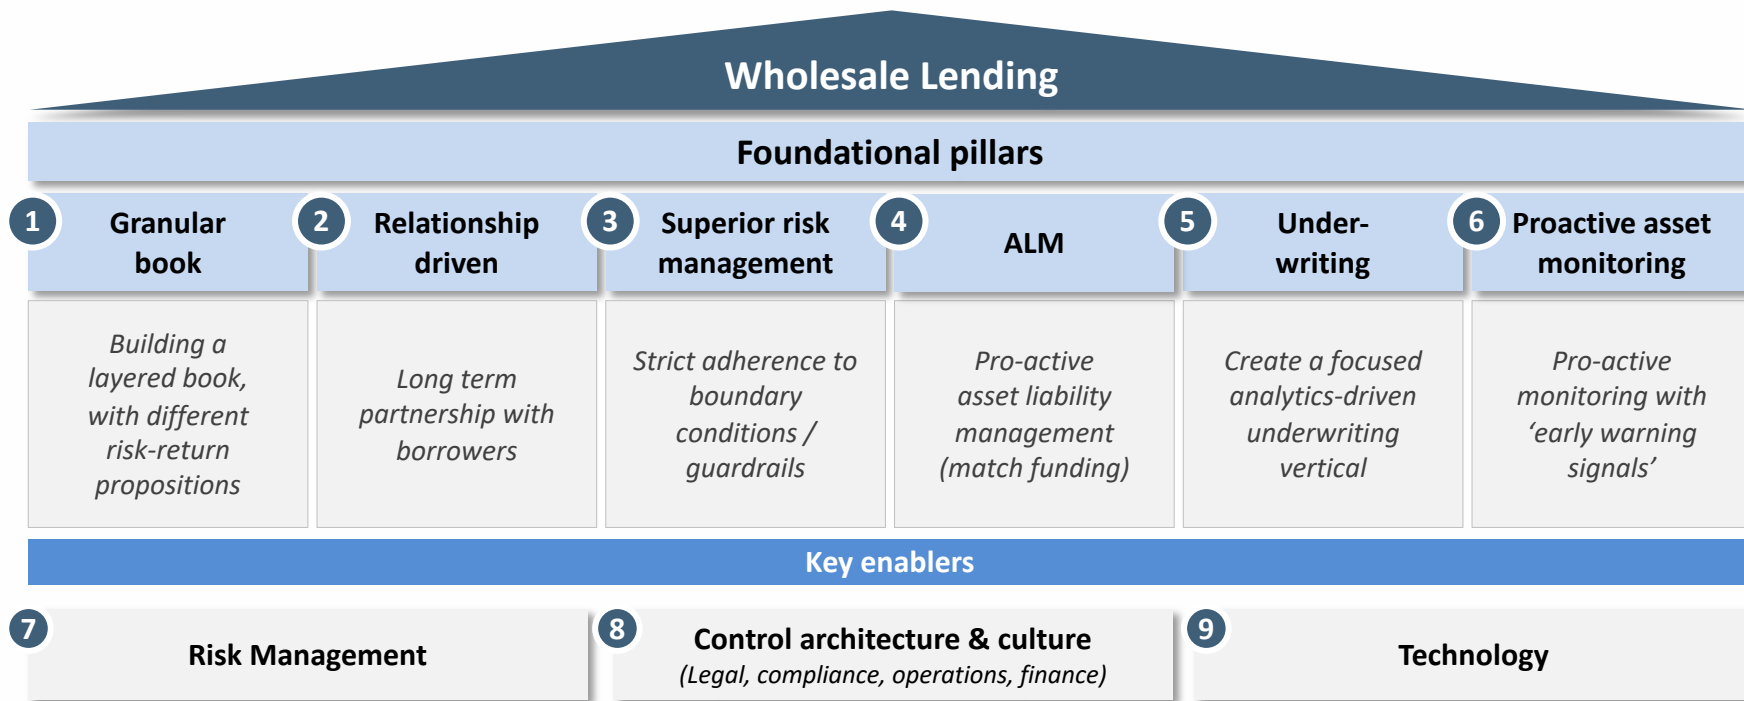 Wholesale Lending
Foundational pillars
1
Granular
book
2
Relationship
driven
3
Superior risk
management
4
ALM
5
Under-
writing
6
Proactive asset
monitoring
Building a
layered book,
with different
risk-return
propositions
Long term
partnership with
borrowers
Strict adherence to
boundary
conditions /
guardrails
Pro-active
asset liability
management
(match funding)
Create a focused
analytics-driven
underwriting
vertical
Pro-active
monitoring with
‘early warning
signals’
Key enablers
7
Risk Management
8
Control architecture & culture
(Legal, compliance, operations, finance)
9
Technology